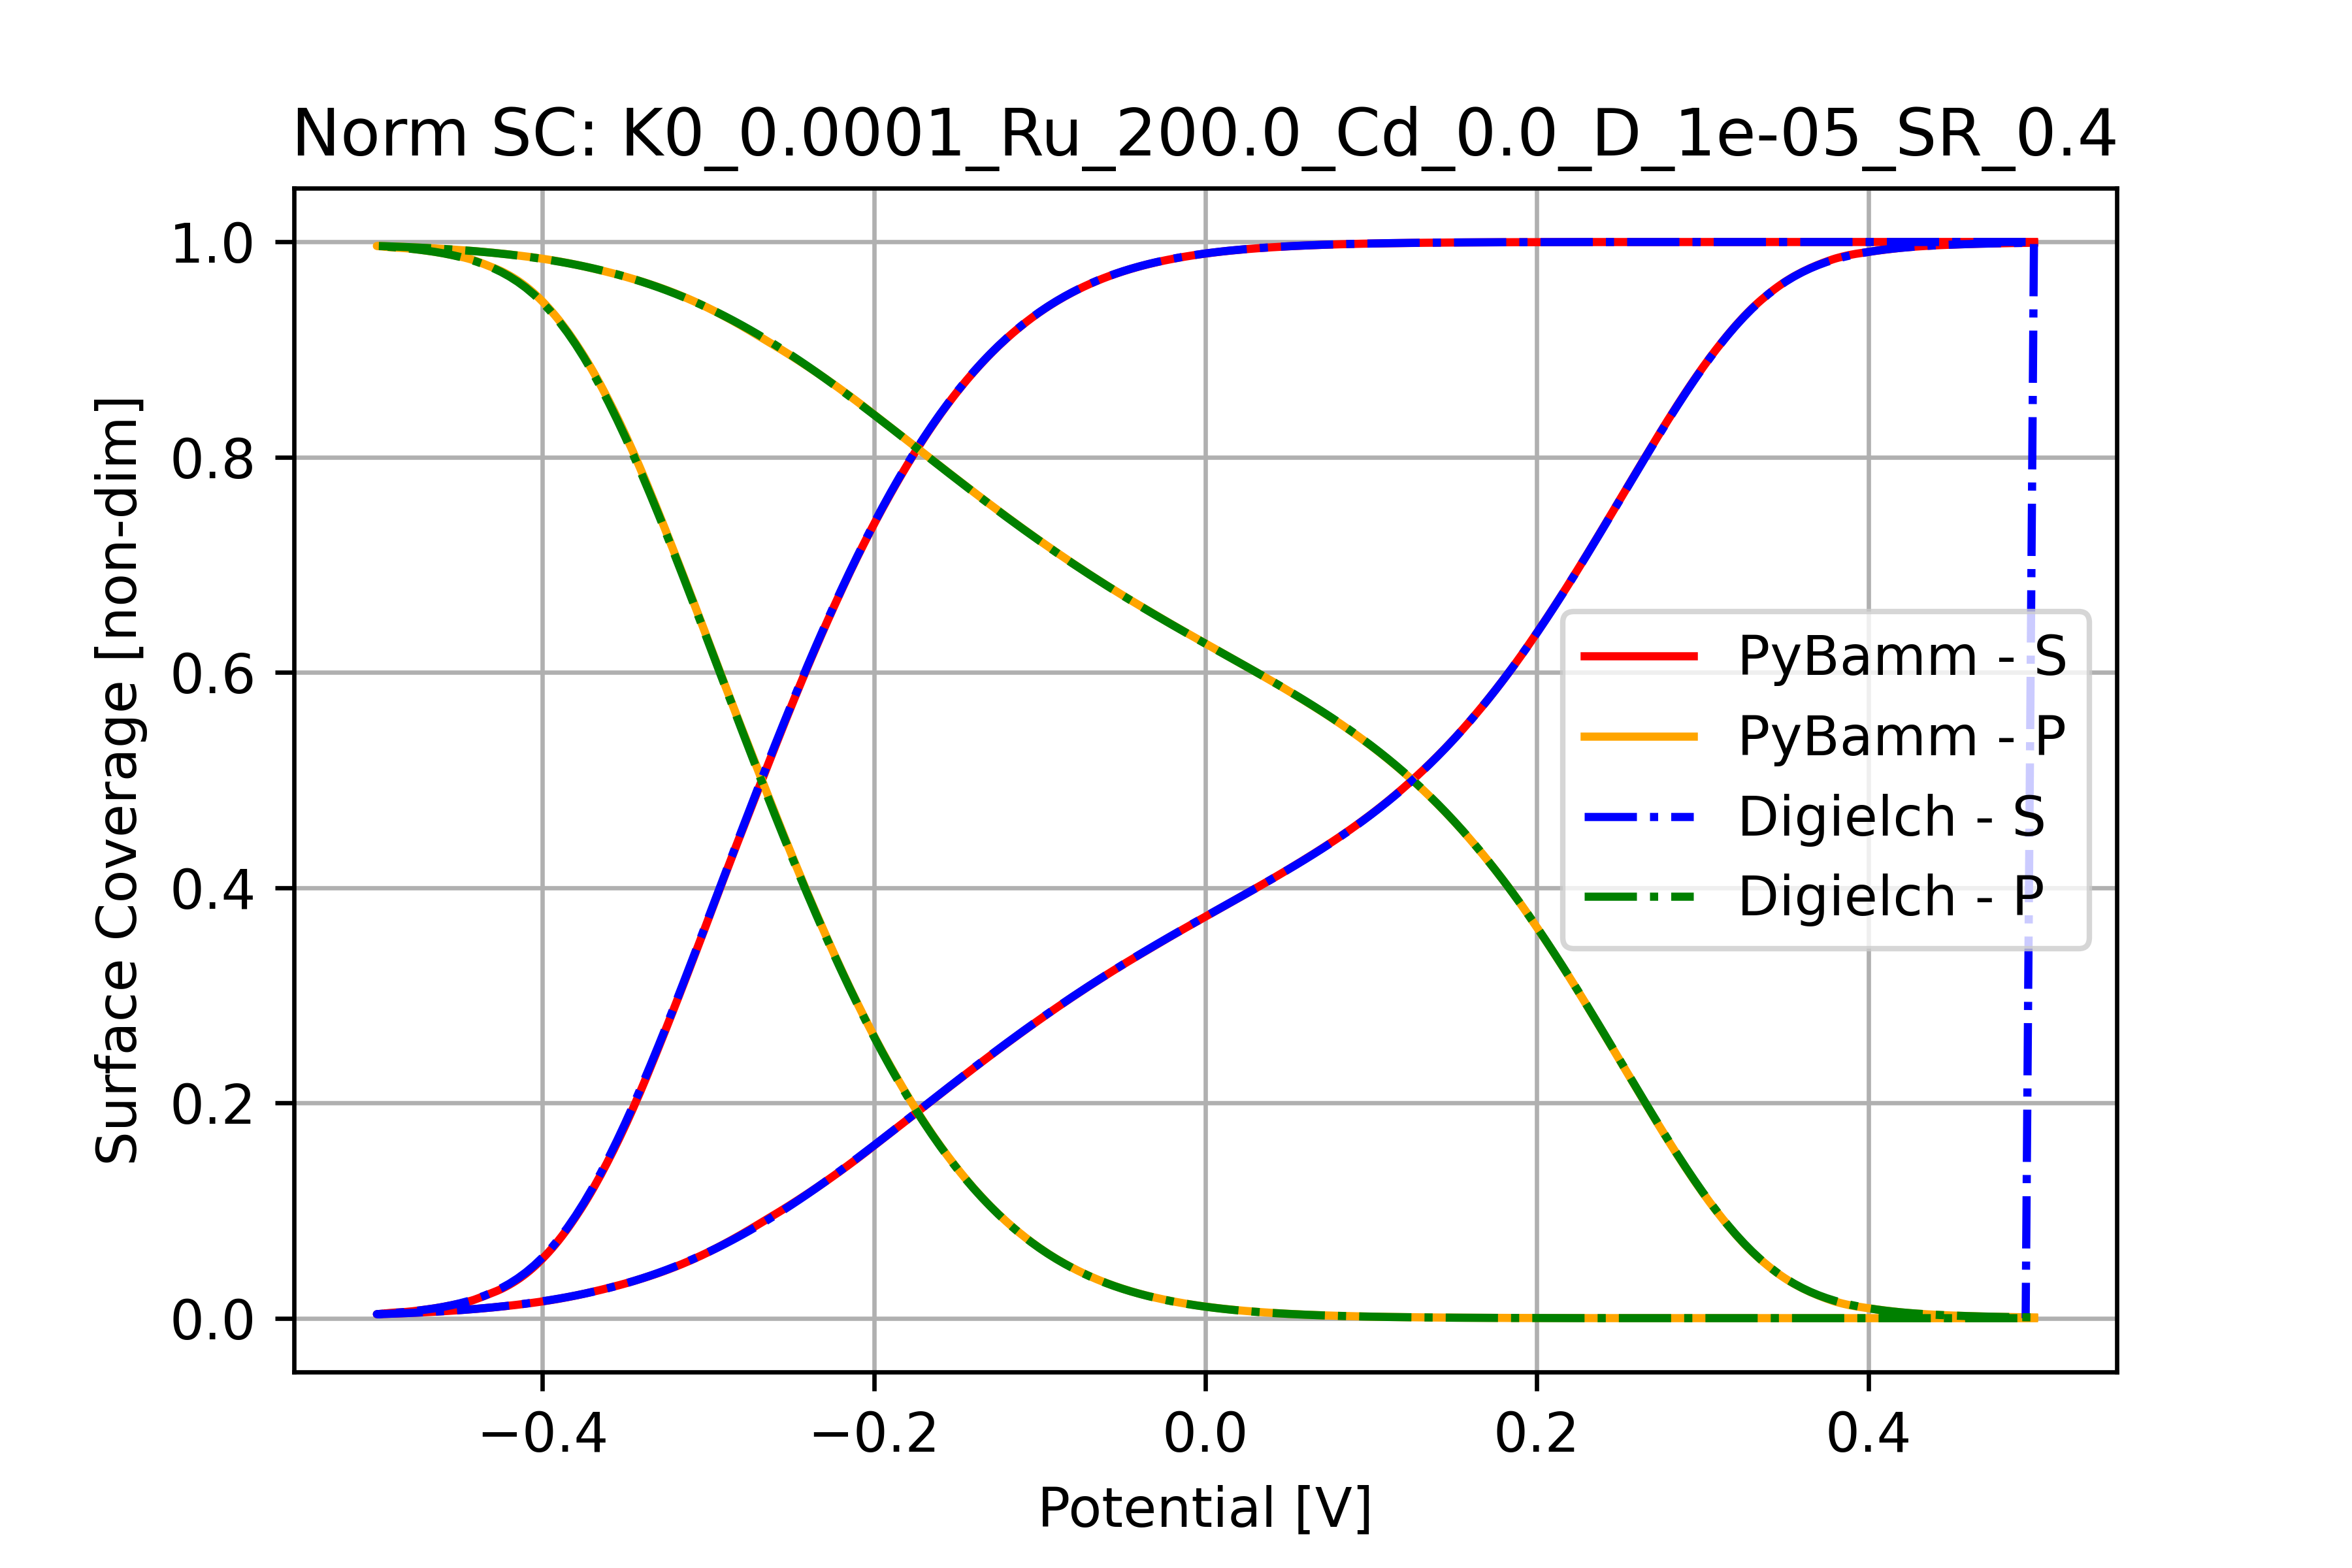 Norm SC: K0_0.0001_Ru_200.0_Cd_0.0_D_1e-05_SR_0.4
Surface Coverage [non-dim]
1.0
0.8
0.6
0.4
0.2
0.0
PyBamm - S
PyBamm - P
Digielch - S
Digielch - P
−0.4 −0.2 0.0 0.2 0.4
Potential [V]